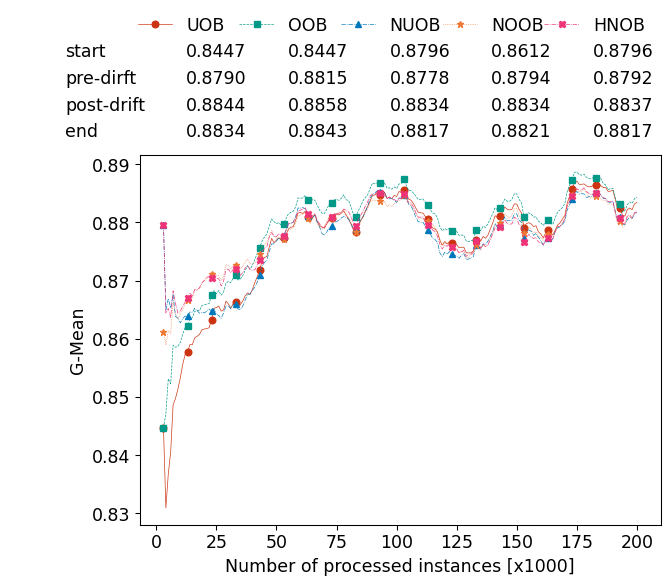 UOB OOB NUOB NOOB HNOB
start 0.8447 0.8447 0.8796 0.8612 0.8796
pre-dirft 0.8790 0.8815 0.8778 0.8794 0.8792
post-drift 0.8844 0.8858 0.8834 0.8834 0.8837
end 0.8834 0.8843 0.8817 0.8821 0.8817
0.89
0.88
0.87
0.86
0.85
0.84
0.83
G-Mean
0 25 50 75 100 125 150 175 200
Number of processed instances [x1000]